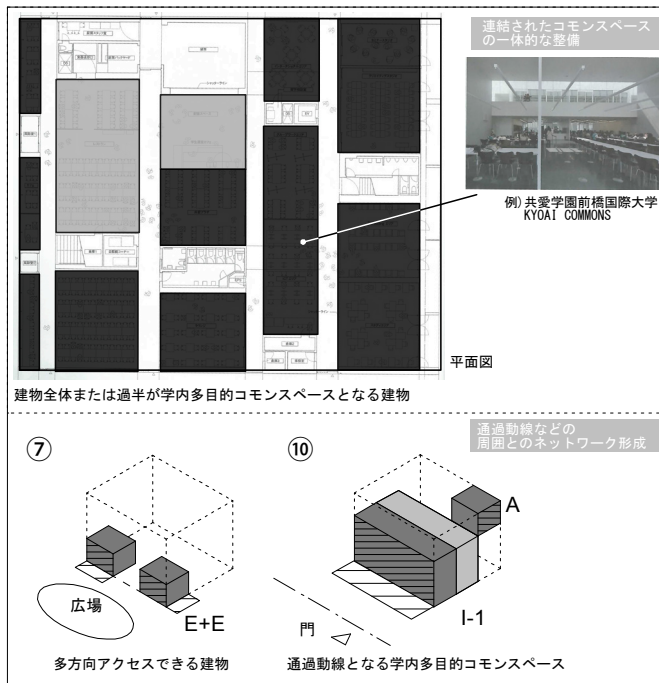 連結されたコモンスペース
の一体的な整備
例)共愛学園前橋国際大学
KYOAI COMMONS
平面図
建物全体または過半が学内多目的コモンスペースとなる建物
通過動線などの
周囲とのネットワーク形成
⑦
⑩
A
広場
E+E
I-1
門
多方向アクセスできる建物
通過動線となる学内多目的コモンスペース